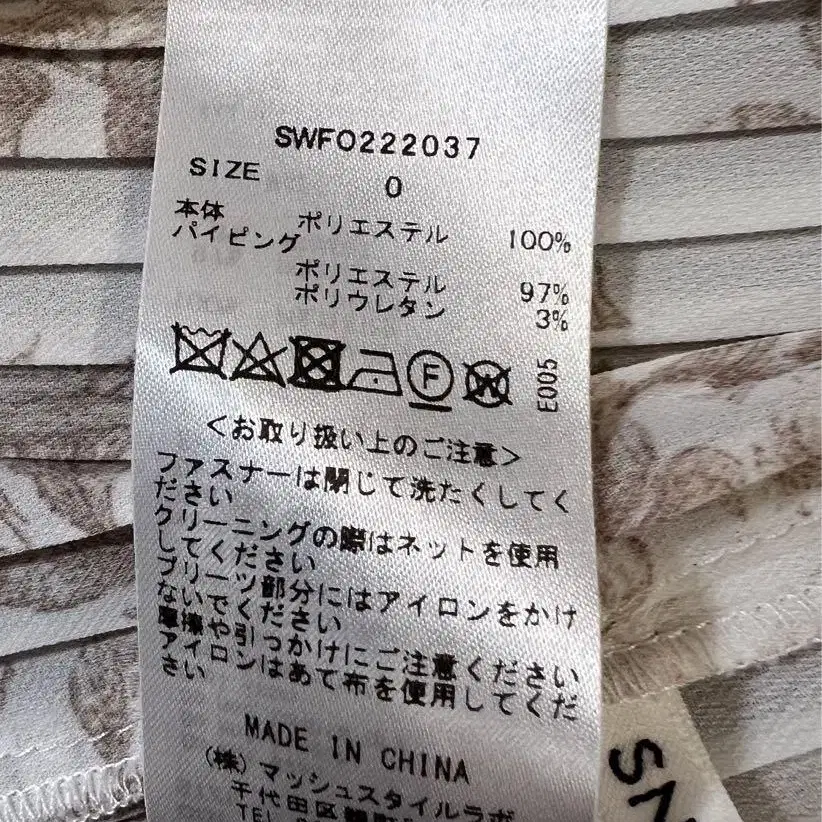 SWFO222037
SIZE 0
本体 ポリエステル 100%
パイピング
ポリエステル 97%
ポリウレタン 3%
F W E005
<お取り扱い上のご注意>
ファスナーは閉じて洗たくしてく
ださい
クリーニングの際はネットを使用
してください
プリーツ部分にはアイロンをかけ
ないでください
摩擦や引っかけにご注意ください
アイロンはあて布を使用してくだ
さい
MADE IN CHINA
(株)マッシュスタイルラボ
千代田区麹町
TEL